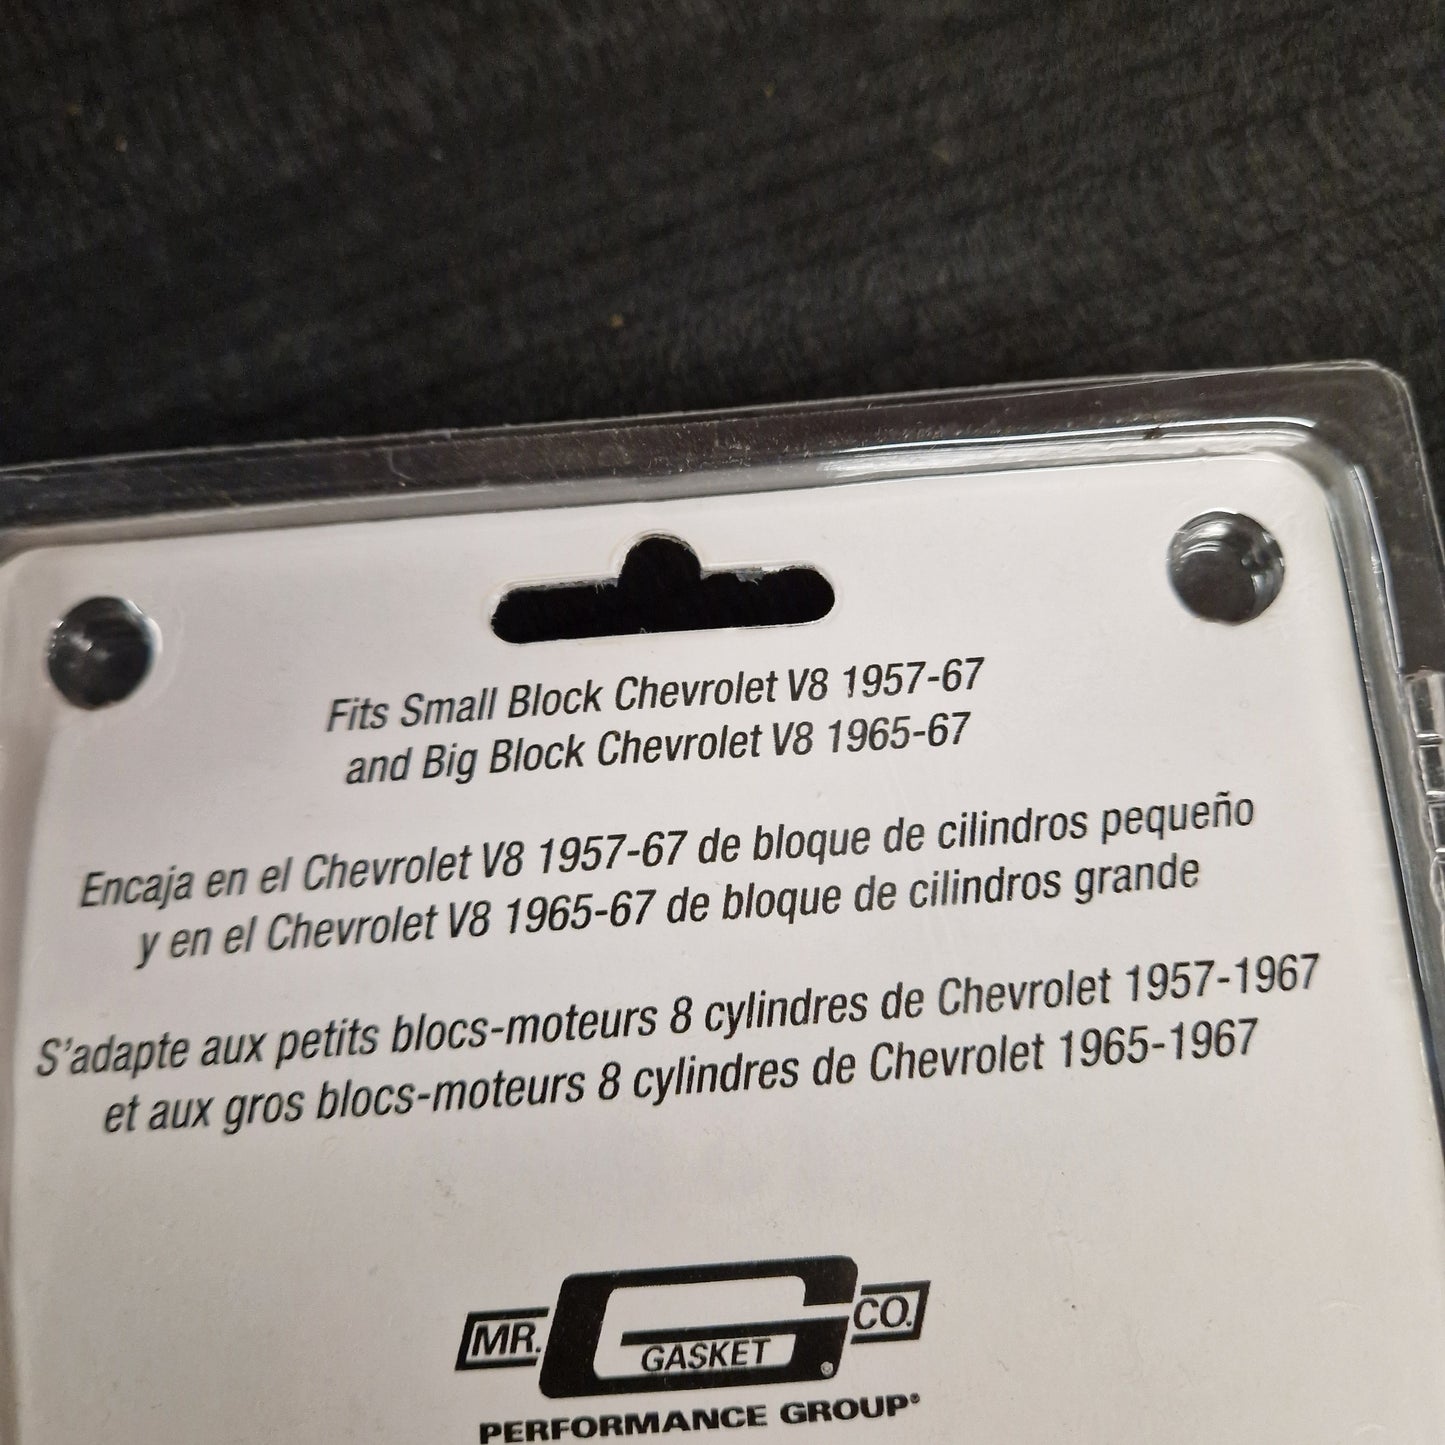 Fits Small Block Chevrolet V8 1957-67
and Big Block Chevrolet V8 1965-67
Encaja en el Chevrolet V8 1957-67 de bloque de cilindros pequeño
y en el Chevrolet V8 1965-67 de bloque de cilindros grande
S'adapte aux petits blocs-moteurs 8 cylindres de Chevrolet 1957-1967
et aux gros blocs-moteurs 8 cylindres de Chevrolet 1965-1967
MR. GASKET CO.
PERFORMANCE GROUP®